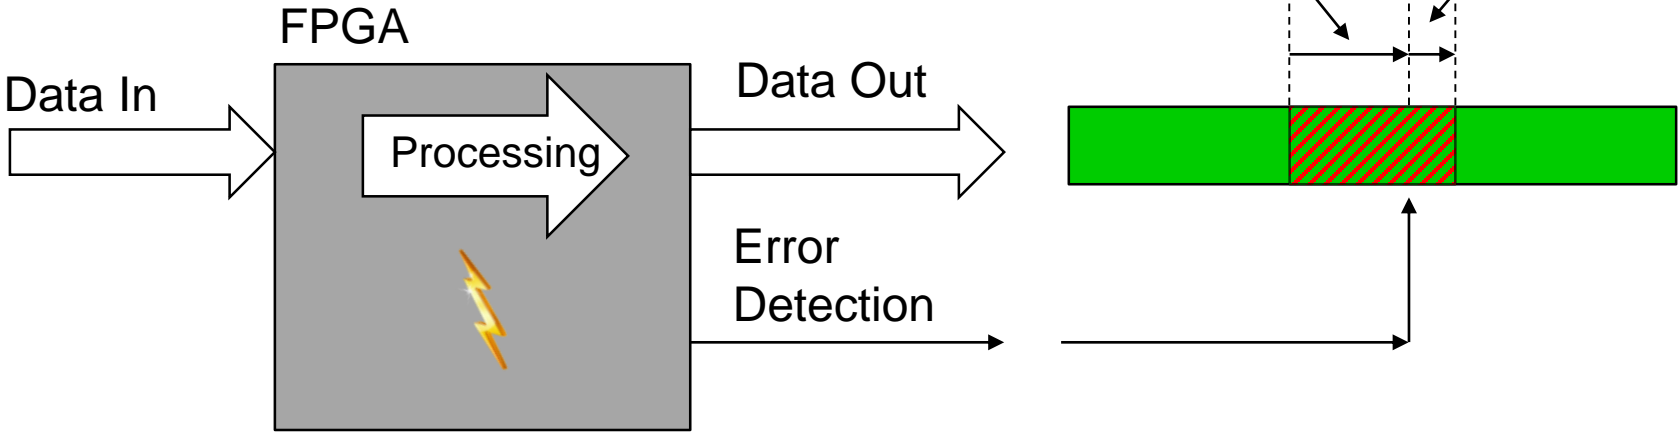 FPGA
Data In
Data Out
Processing
Error
Detection